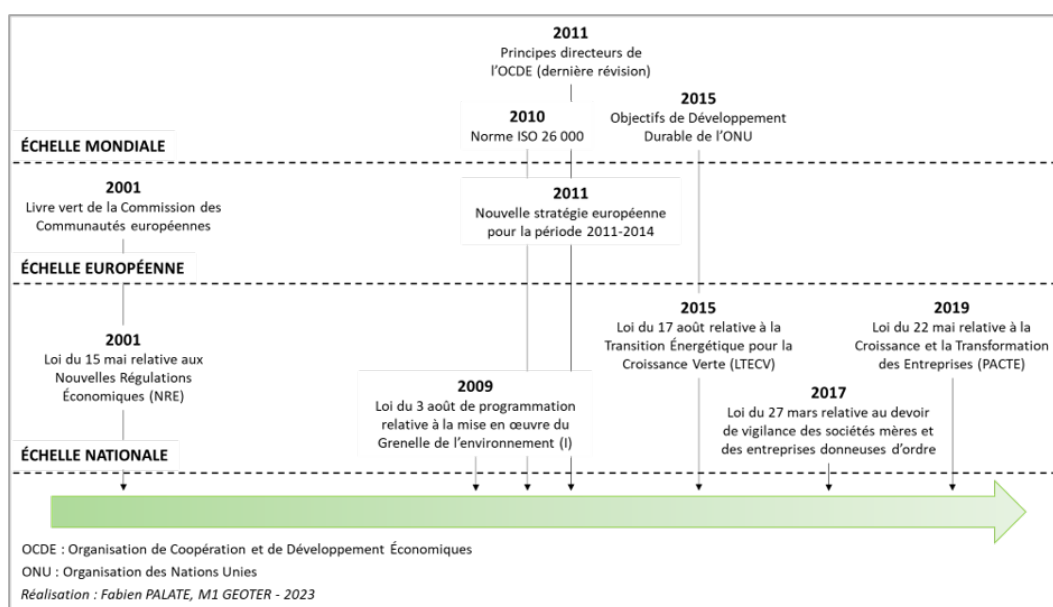 2011
Principes directeurs de
l'OCDE (dernière révision)
2010
Norme ISO 26 000
2015
Objectifs de Développement
Durable de l'ONU
ÉCHELLE MONDIALE
2001
Livre vert de la Commission des
Communautés européennes
2011
Nouvelle stratégie européenne
pour la période 2011-2014
ÉCHELLE EUROPÉENNE
2001
Loi du 15 mai relative aux
Nouvelles Régulations
Économiques (NRE)
2009
Loi du 3 août de programmation
relative à la mise en œuvre du
Grenelle de l'environnement (I)
2015
Loi du 17 août relative à la
Transition Énergétique pour la
Croissance Verte (LTECV)
2017
Loi du 27 mars relative au devoir
de vigilance des sociétés mères et
des entreprises donneuses d'ordre
2019
Loi du 22 mai relative à la
Croissance et la Transformation
des Entreprises (PACTE)
ÉCHELLE NATIONALE
OCDE : Organisation de Coopération et de Développement Économiques
ONU : Organisation des Nations Unies
Réalisation : Fabien PALATE, M1 GEOTER - 2023